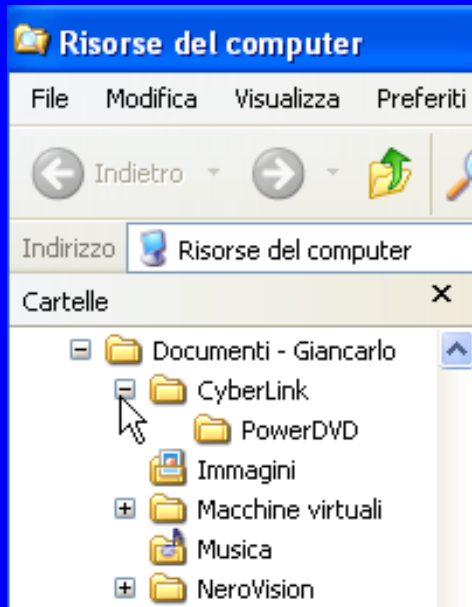 Risorse del computer
File Modifica Visualizza Preferiti
Indietro
Indirizzo Risorse del computer
Cartelle
Documenti - Giancarlo
CyberLink
PowerDVD
Immagini
Macchine virtuali
Musica
NeroVision